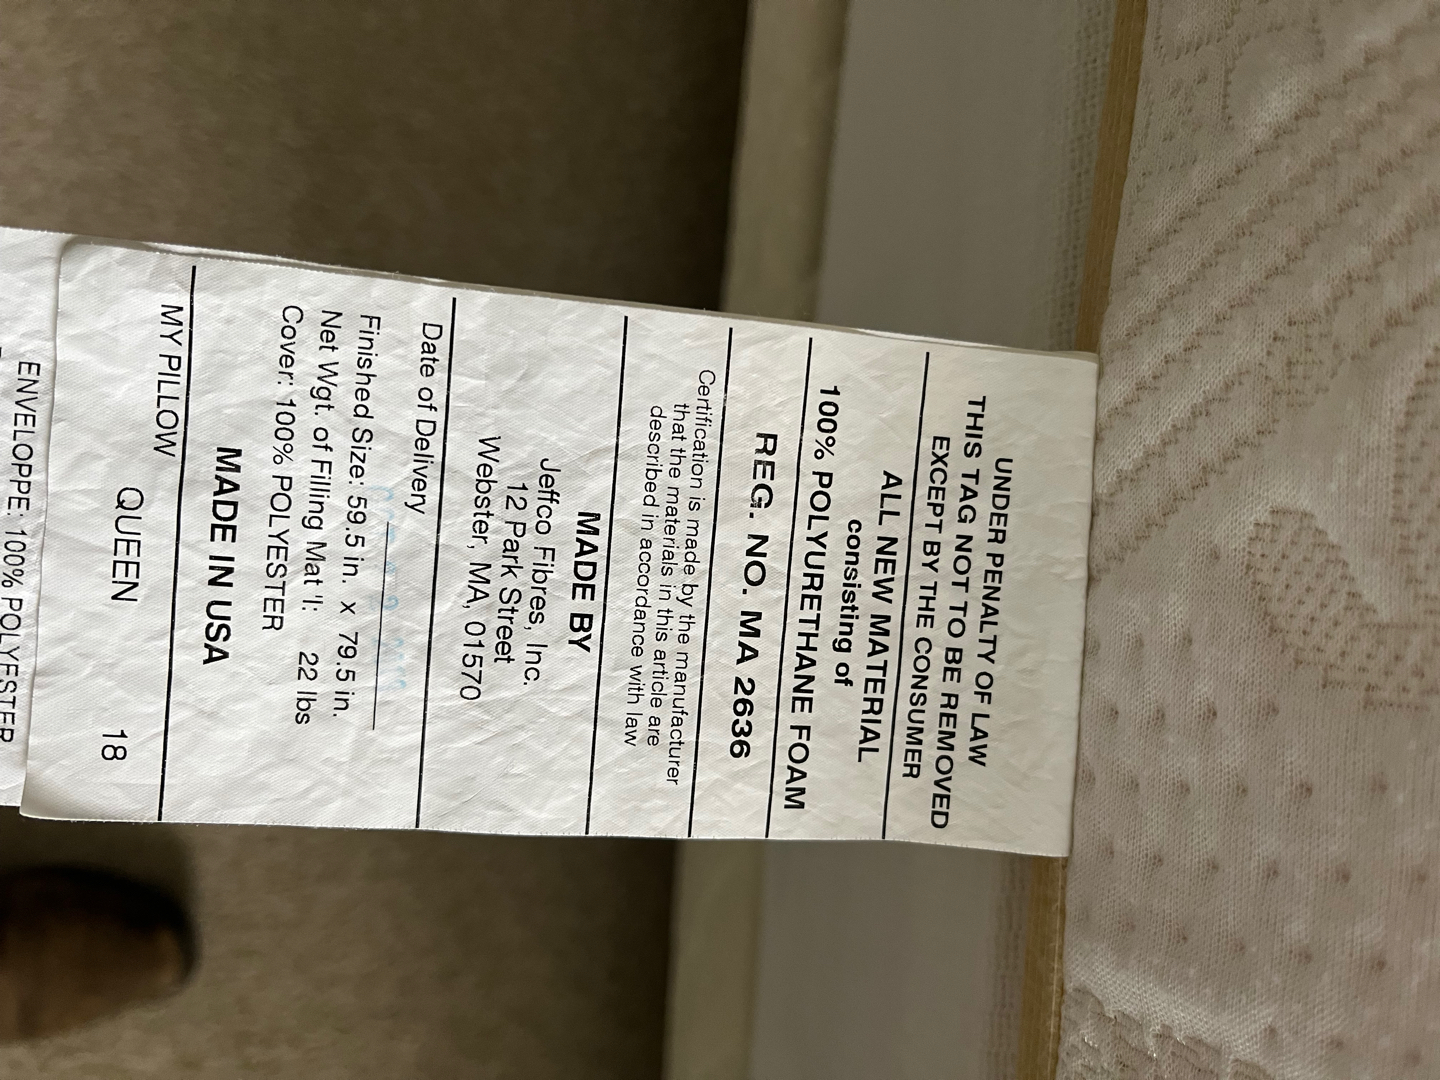 UNDER PENALTY OF LAW
THIS TAG NOT TO BE REMOVED
EXCEPT BY THE CONSUMER
ALL NEW MATERIAL
consisting of
100% POLYURETHANE FOAM
REG. NO. MA 2636
Certification is made by the manufacturer
that the materials in this article are
described in accordance with law
MADE BY
Jeffco Fibres, Inc.
12 Park Street
Webster, MA, 01570
Date of Delivery
Finished Size: 59.5 in. x 79.5 in.
Net Wgt. of Filling Mat 'l: 22 lbs
Cover: 100% POLYESTER
MADE IN USA
MY PILLOW
QUEEN 18
ENVELOPPE: 100% POLYESTER